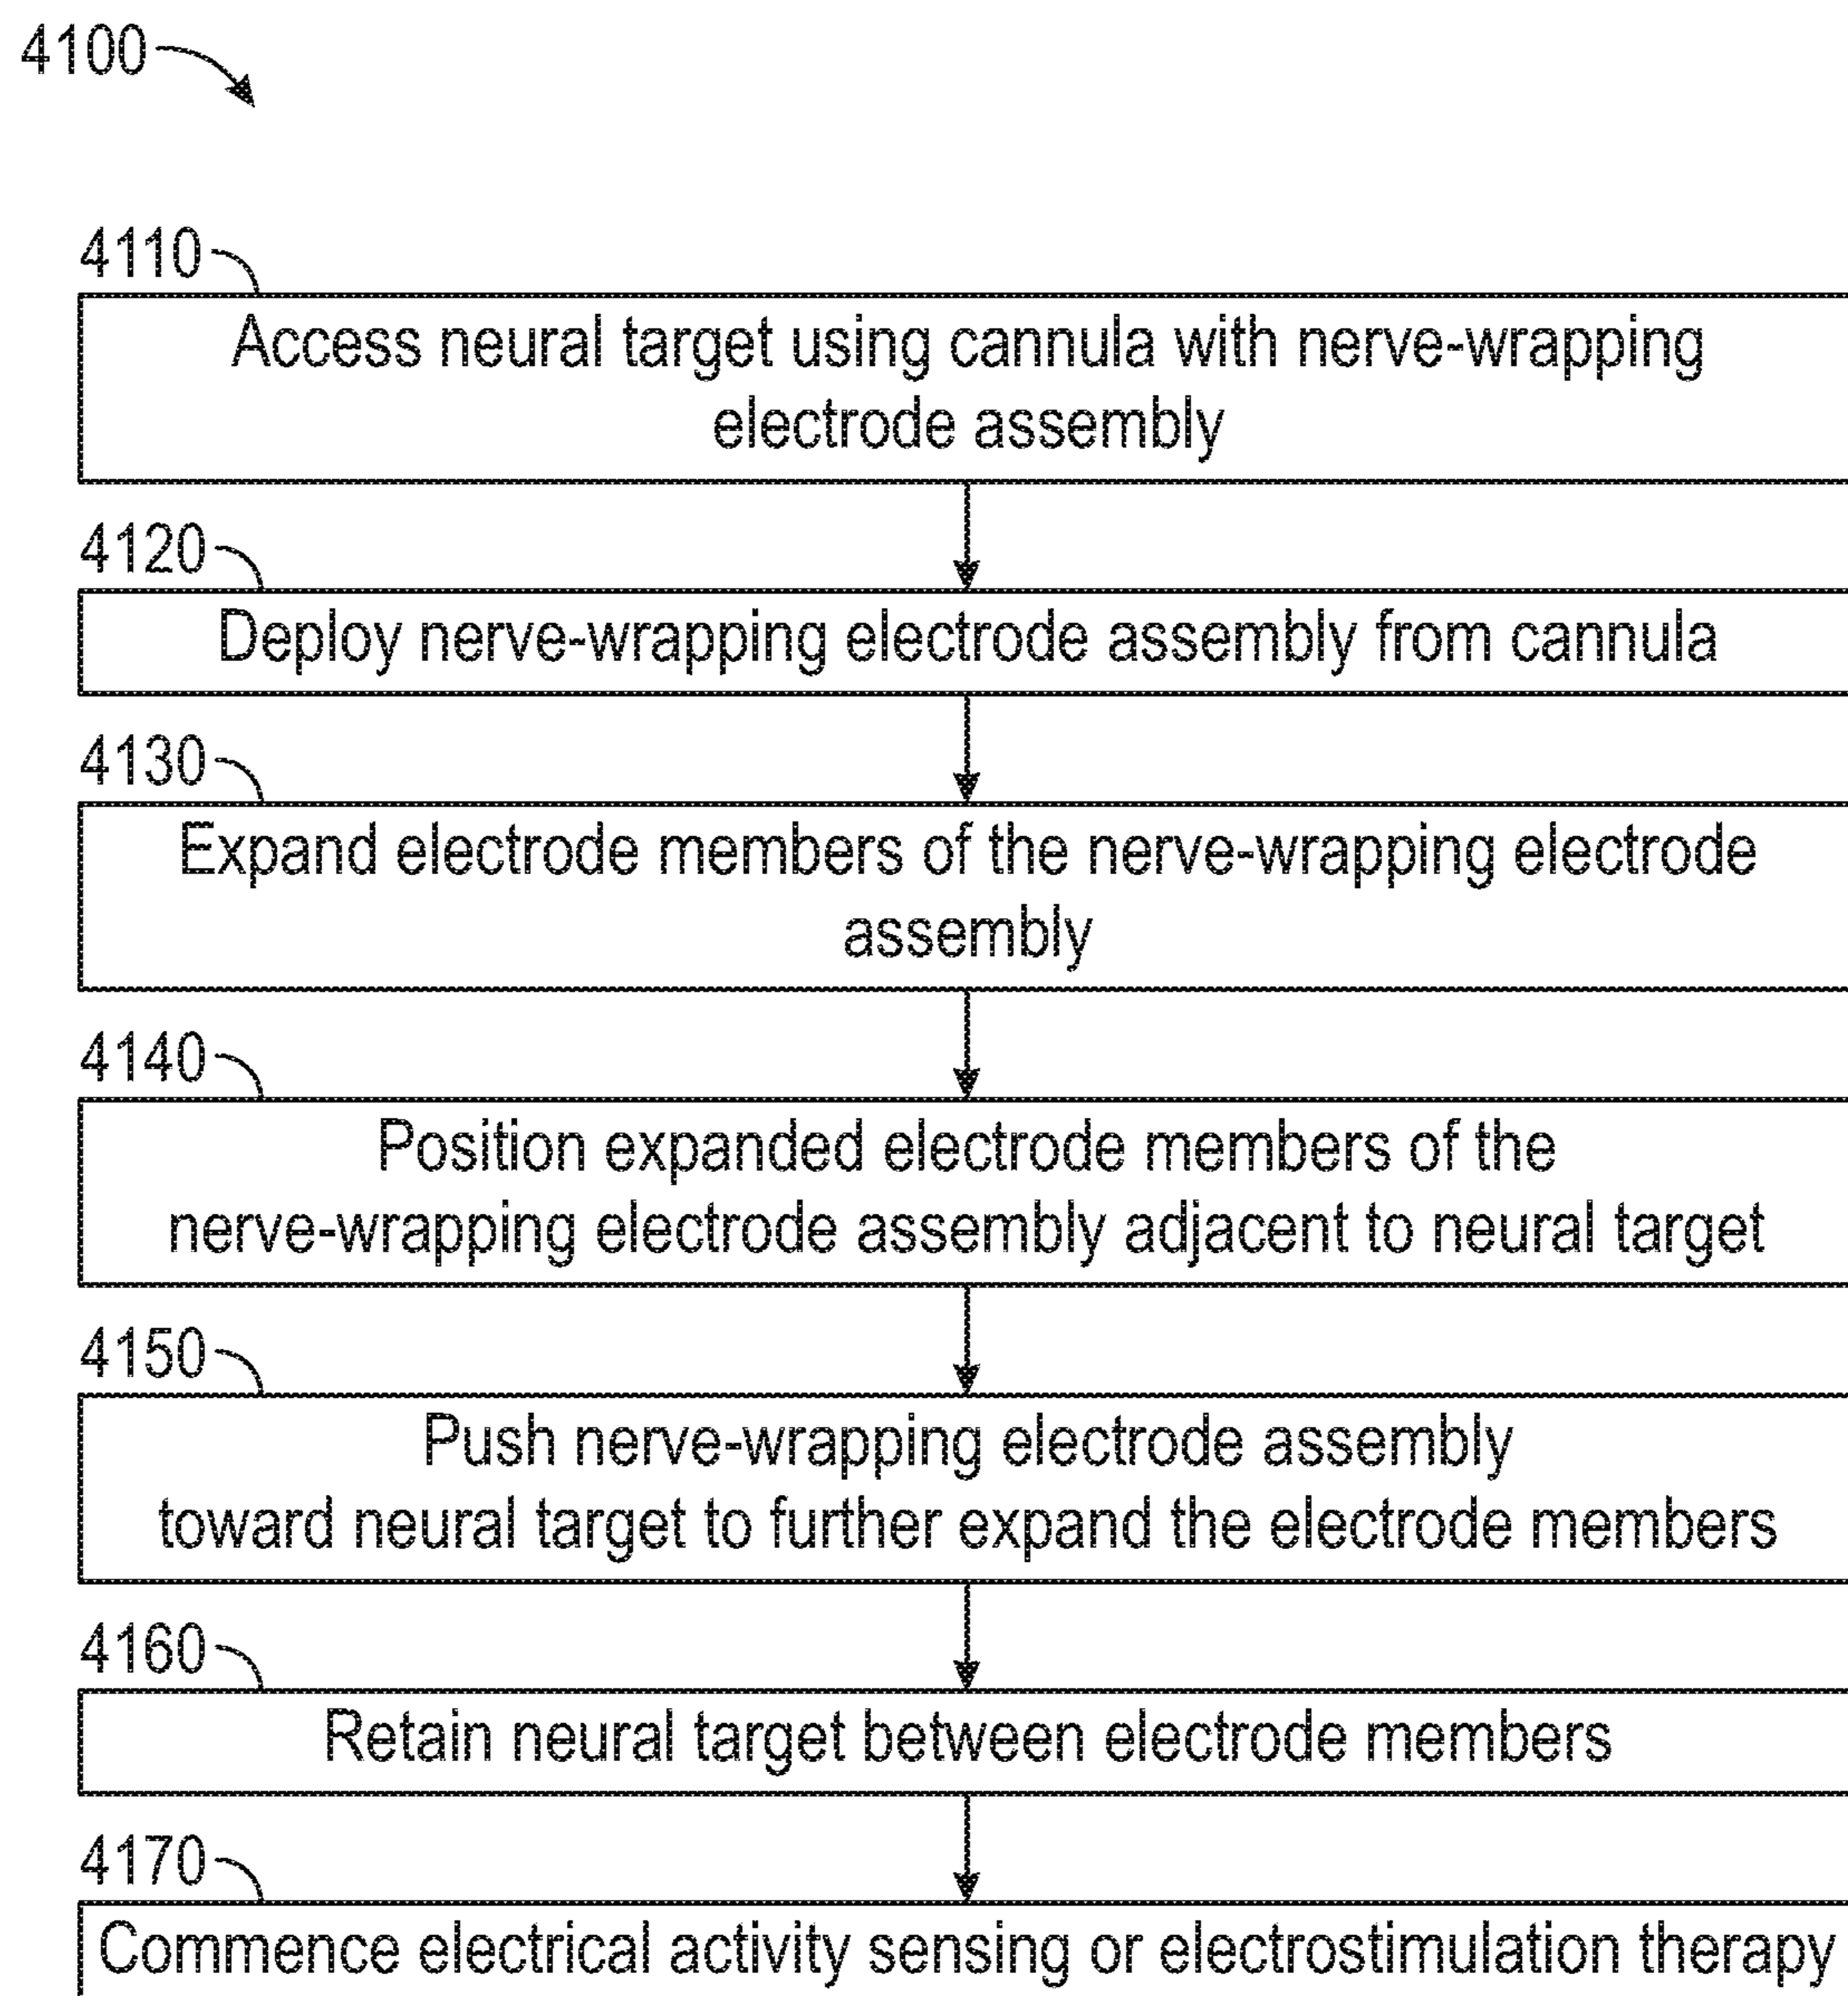 4100
4110
Access neural target using cannula with nerve-wrapping
electrode assembly
4120
Deploy nerve-wrapping electrode assembly from cannula
4130
Expand electrode members of the nerve-wrapping electrode
assembly
4140
Position expanded electrode members of the
nerve-wrapping electrode assembly adjacent to neural target
4150
Push nerve-wrapping electrode assembly
toward neural target to further expand the electrode members
4160
Retain neural target between electrode members
4170
Commence electrical activity sensing or electrostimulation therapy